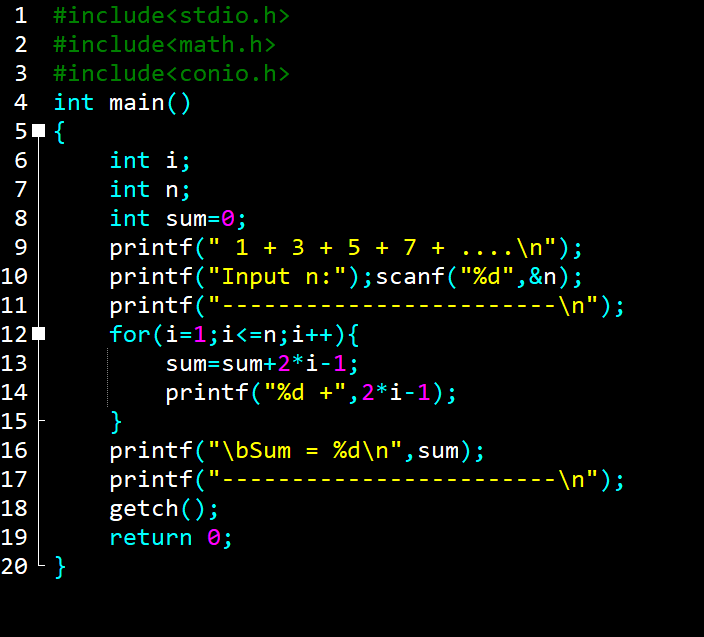 1 #include<stdio.h>
2 #include<math.h>
3 #include<conio.h>
4 int main()
5 {
6     int i;
7     int n;
8     int sum=0;
9     printf(" 1 + 3 + 5 + 7 + ....\n");
10     printf("Input n:");scanf("%d",&n);
11     printf("------------------------\n");
12     for(i=1;i<=n;i++){
13         sum=sum+2*i-1;
14         printf("%d +",2*i-1);
15     }
16     printf("\bSum = %d\n",sum);
17     printf("------------------------\n");
18     getch();
19     return 0;
20 }